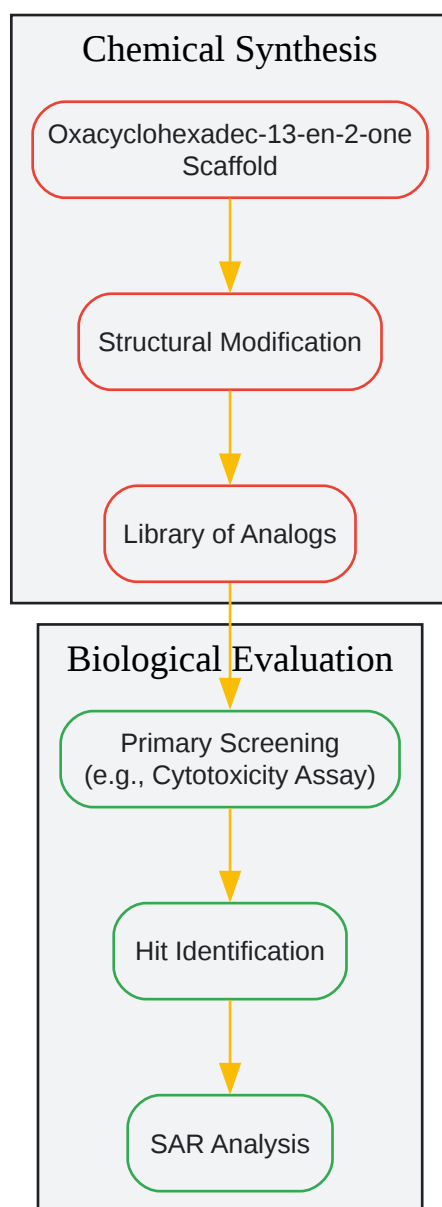 Chemical Synthesis
Oxacyclohexadec-13-en-2-one
Scaffold
Structural Modification
Library of Analogs
Biological Evaluation
Primary Screening
(e.g., Cytotoxicity Assay)
Hit Identification
SAR Analysis